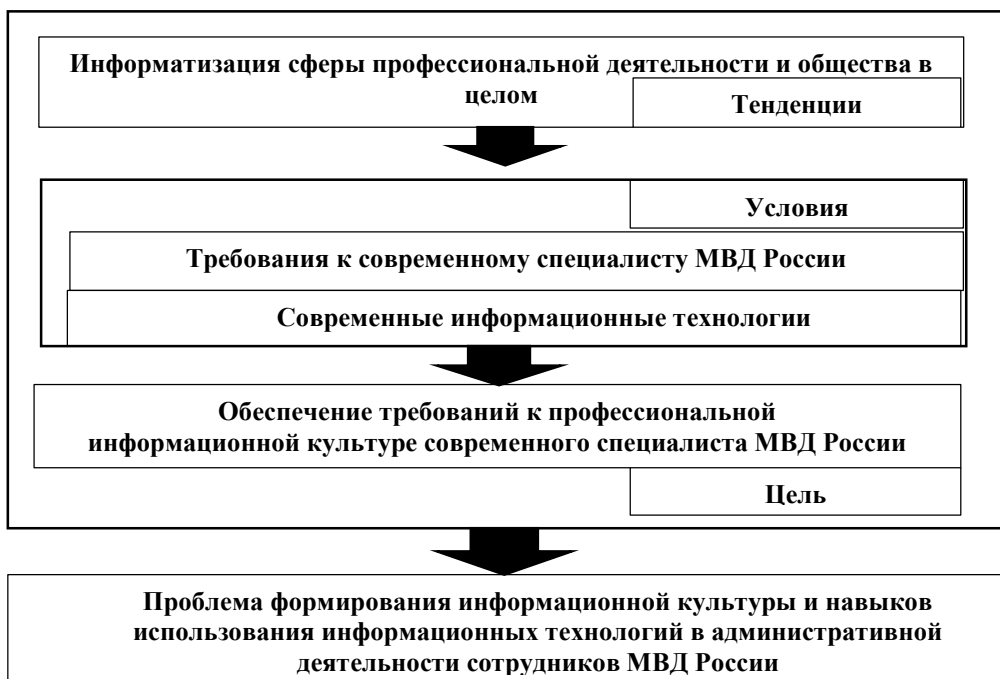 Информатизация сферы профессиональной деятельности и общества в
целом
Тенденции
Условия
Требования к современному специалисту МВД России
Современные информационные технологии
Обеспечение требований к профессиональной
информационной культуре современного специалиста МВД России
Цель
Проблема формирования информационной культуры и навыков
использования информационных технологий в административной
деятельности сотрудников МВД России